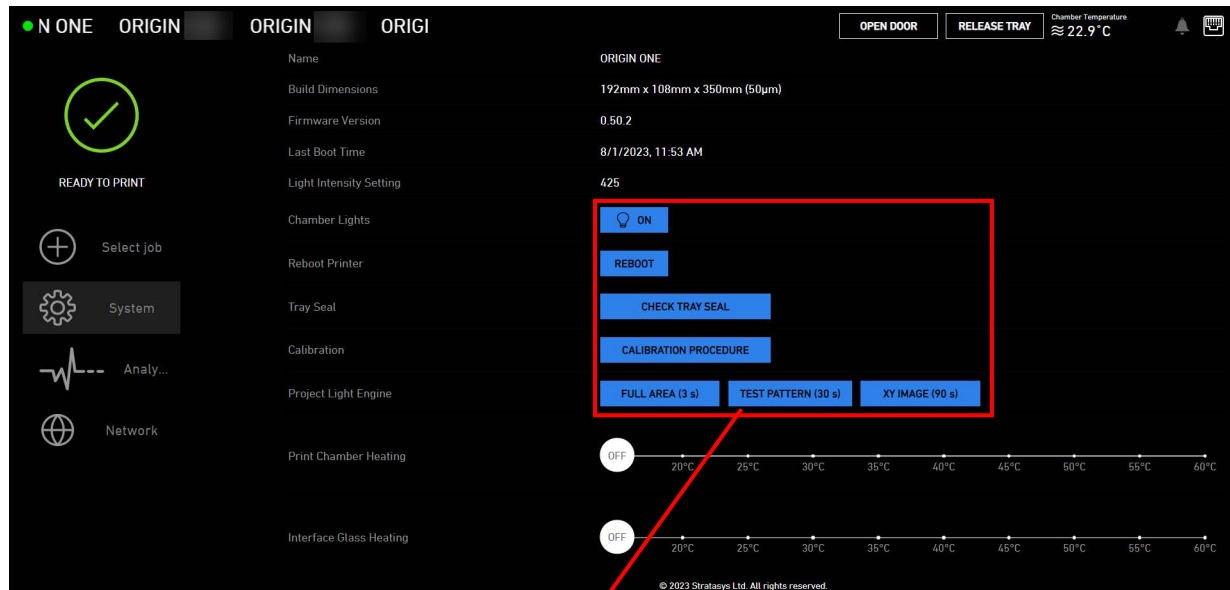 N ONE ORIGIN ORIGIN ORIGI
OPEN DOOR
RELEASE TRAY
Chamber Temperature
22.9°C
READY TO PRINT
Select job
System
Analy...
Network
Name ORIGIN ONE
Build Dimensions 192mm x 108mm x 350mm (50µm)
Firmware Version 0.50.2
Last Boot Time 8/1/2023, 11:53 AM
Light Intensity Setting 425
Chamber Lights ON
Reboot Printer REBOOT
Tray Seal CHECK TRAY SEAL
Calibration CALIBRATION PROCEDURE
Project Light Engine FULL AREA (3 s) TEST PATTERN (30 s) XY IMAGE (90 s)
Print Chamber Heating OFF
20°C 25°C 30°C 35°C 40°C 45°C 50°C 55°C 60°C
Interface Glass Heating OFF
20°C 25°C 30°C 35°C 40°C 45°C 50°C 55°C 60°C
© 2023 Stratasys Ltd. All rights reserved.